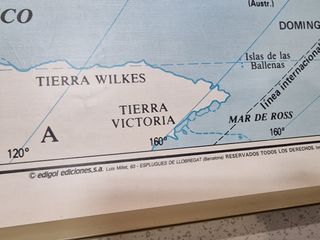 CO
(Austr.)
DOMING
Islas de las
Ballenas
línea internacional
TIERRA WILKES
TIERRA
VICTORIA
MAR DE ROSS
A
120°
160°
160°
© edigol ediciones,s.a. Luis Millet, 63 - ESPLUGUES DE LLOBREGAT (Barcelona) RESERVADOS TODOS LOS DERECHOS.